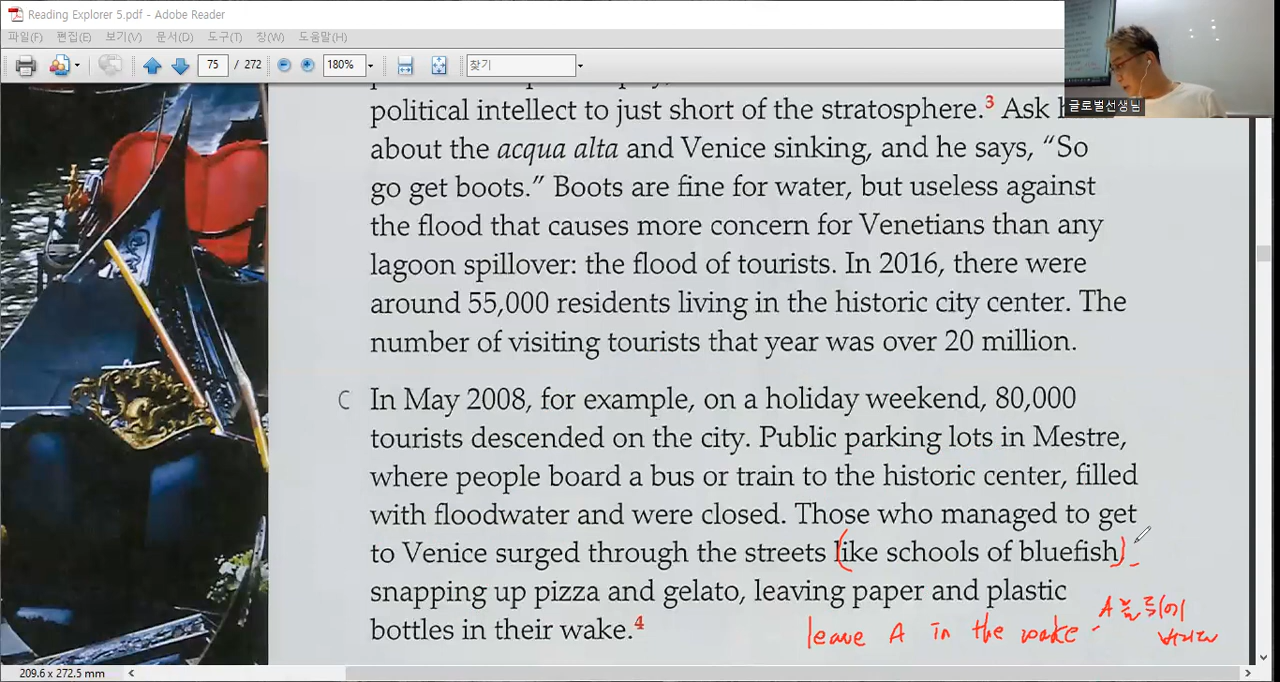 Reading Explorer 5.pdf - Adobe Reader
파일(F) 편집(E) 보기(V) 문서(D) 도구(T) 창(W) 도움말(H)
75 / 272 180% 찾기
글로벌선생님
political intellect to just short of the stratosphere.3 Ask
about the acqua alta and Venice sinking, and he says, “So
go get boots.” Boots are fine for water, but useless against
the flood that causes more concern for Venetians than any
lagoon spillover: the flood of tourists. In 2016, there were
around 55,000 residents living in the historic city center. The
number of visiting tourists that year was over 20 million.
C In May 2008, for example, on a holiday weekend, 80,000
tourists descended on the city. Public parking lots in Mestre,
where people board a bus or train to the historic center, filled
with floodwater and were closed. Those who managed to get
to Venice surged through the streets (like schools of bluefish)
snapping up pizza and gelato, leaving paper and plastic
bottles in their wake.4
leave A in the wake - A
209.6 x 272.5 mm